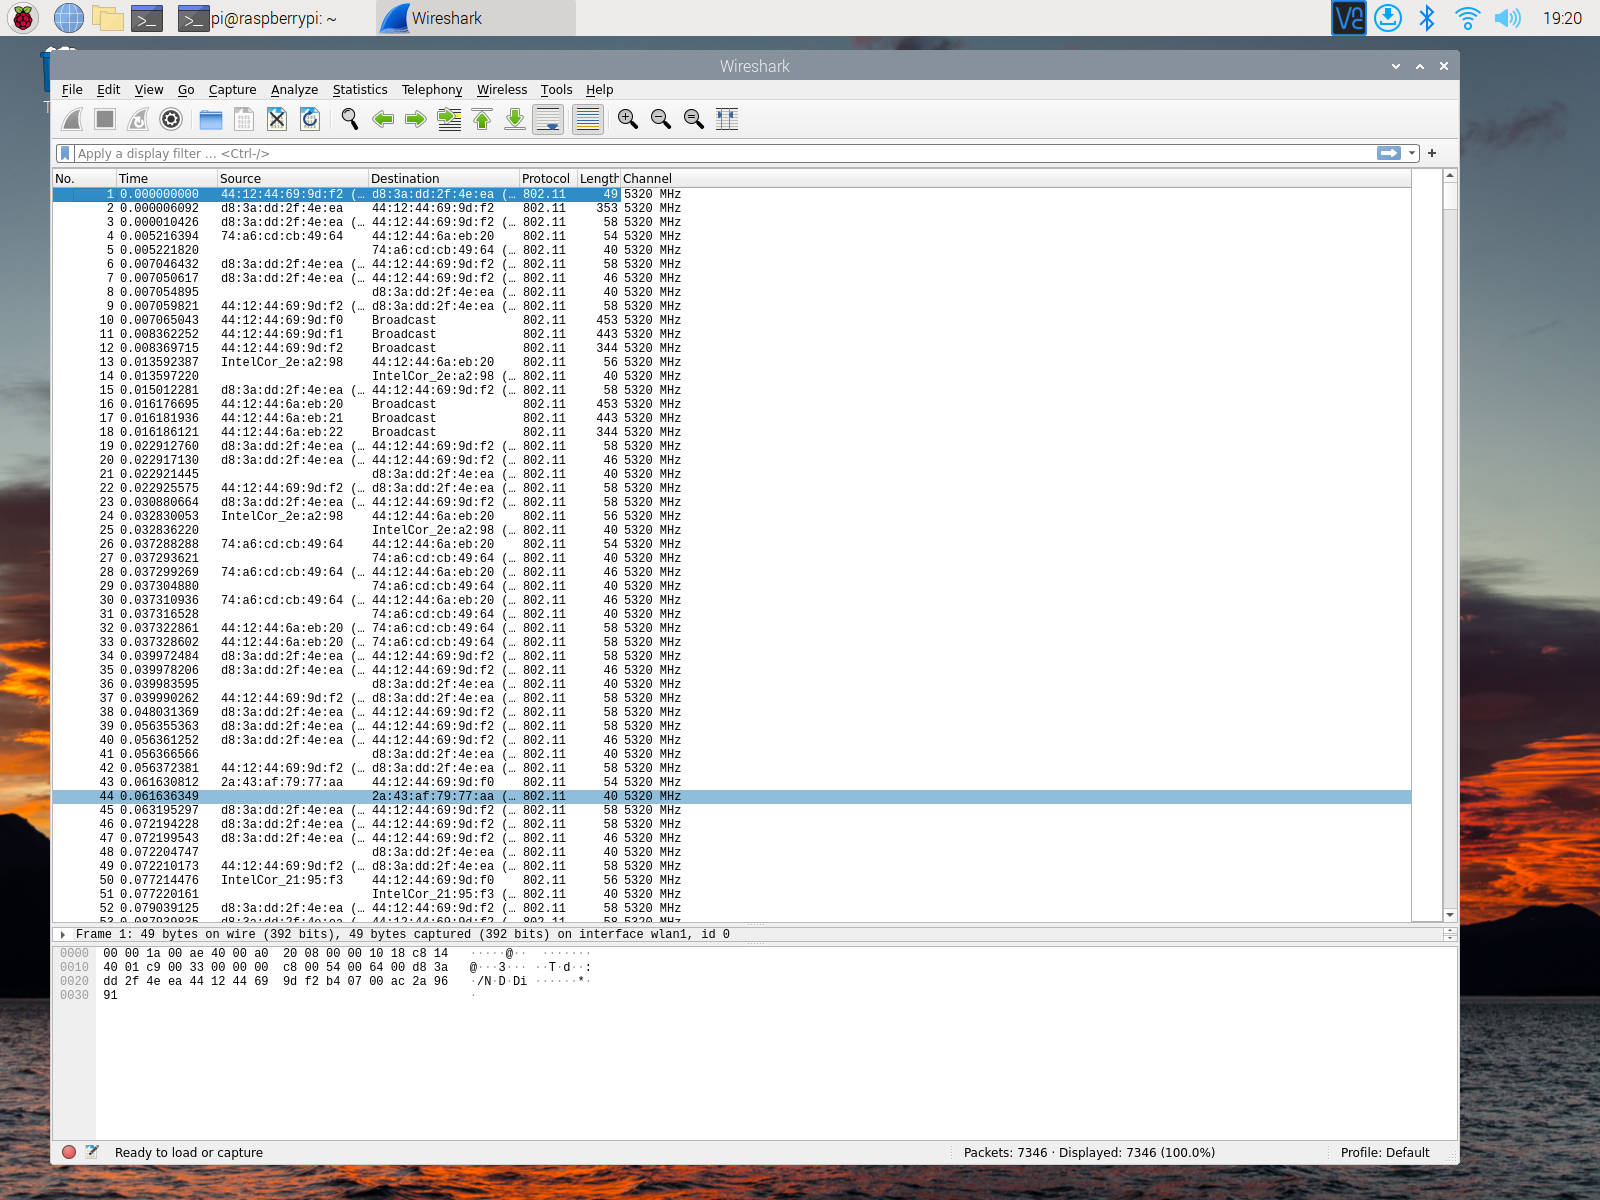 pi@raspberrypi: ~
Wireshark
19:20
Wireshark
File Edit View Go Capture Analyze Statistics Telephony Wireless Tools Help
Apply a display filter ... <Ctrl-/>
No. Time Source Destination Protocol Length Channel
1 0.000000000 44:12:44:69:9d:f2 (… d8:3a:dd:2f:4e:ea (… 802.11 49 5320 MHz
2 0.000006092 d8:3a:dd:2f:4e:ea 44:12:44:69:9d:f2 802.11 353 5320 MHz
3 0.000010426 d8:3a:dd:2f:4e:ea (… 44:12:44:69:9d:f2 (… 802.11 58 5320 MHz
4 0.005216394 74:a6:cd:cb:49:64 44:12:44:6a:eb:20 802.11 54 5320 MHz
5 0.005221820 74:a6:cd:cb:49:64 (… 802.11 40 5320 MHz
6 0.007046432 d8:3a:dd:2f:4e:ea (… 44:12:44:69:9d:f2 (… 802.11 58 5320 MHz
7 0.007050617 d8:3a:dd:2f:4e:ea (… 44:12:44:69:9d:f2 (… 802.11 46 5320 MHz
8 0.007054895 d8:3a:dd:2f:4e:ea (… 802.11 40 5320 MHz
9 0.007059821 44:12:44:69:9d:f2 (… d8:3a:dd:2f:4e:ea (… 802.11 58 5320 MHz
10 0.007065043 44:12:44:69:9d:f0 Broadcast 802.11 453 5320 MHz
11 0.008362252 44:12:44:69:9d:f1 Broadcast 802.11 443 5320 MHz
12 0.008369715 44:12:44:69:9d:f2 Broadcast 802.11 344 5320 MHz
13 0.013592387 IntelCor_2e:a2:98 44:12:44:6a:eb:20 802.11 56 5320 MHz
14 0.013597220 IntelCor_2e:a2:98 (… 802.11 40 5320 MHz
15 0.015012281 d8:3a:dd:2f:4e:ea (… 44:12:44:69:9d:f2 (… 802.11 58 5320 MHz
16 0.016176695 44:12:44:6a:eb:20 Broadcast 802.11 453 5320 MHz
17 0.016181936 44:12:44:6a:eb:21 Broadcast 802.11 443 5320 MHz
18 0.016186121 44:12:44:6a:eb:22 Broadcast 802.11 344 5320 MHz
19 0.022912760 d8:3a:dd:2f:4e:ea (… 44:12:44:69:9d:f2 (… 802.11 58 5320 MHz
20 0.022917130 d8:3a:dd:2f:4e:ea (… 44:12:44:69:9d:f2 (… 802.11 46 5320 MHz
21 0.022921445 d8:3a:dd:2f:4e:ea (… 802.11 40 5320 MHz
22 0.022925575 44:12:44:69:9d:f2 (… d8:3a:dd:2f:4e:ea (… 802.11 58 5320 MHz
23 0.030880664 d8:3a:dd:2f:4e:ea (… 44:12:44:69:9d:f2 (… 802.11 58 5320 MHz
24 0.032830053 IntelCor_2e:a2:98 44:12:44:6a:eb:20 802.11 56 5320 MHz
25 0.032836220 IntelCor_2e:a2:98 (… 802.11 40 5320 MHz
26 0.037288288 74:a6:cd:cb:49:64 44:12:44:6a:eb:20 802.11 54 5320 MHz
27 0.037293621 74:a6:cd:cb:49:64 (… 802.11 40 5320 MHz
28 0.037299269 74:a6:cd:cb:49:64 (… 44:12:44:6a:eb:20 (… 802.11 46 5320 MHz
29 0.037304880 74:a6:cd:cb:49:64 (… 802.11 40 5320 MHz
30 0.037310936 74:a6:cd:cb:49:64 (… 44:12:44:6a:eb:20 (… 802.11 46 5320 MHz
31 0.037316528 74:a6:cd:cb:49:64 (… 802.11 40 5320 MHz
32 0.037322861 44:12:44:6a:eb:20 (… 74:a6:cd:cb:49:64 (… 802.11 58 5320 MHz
33 0.037328602 44:12:44:6a:eb:20 (… 74:a6:cd:cb:49:64 (… 802.11 58 5320 MHz
34 0.039972484 d8:3a:dd:2f:4e:ea (… 44:12:44:69:9d:f2 (… 802.11 58 5320 MHz
35 0.039978206 d8:3a:dd:2f:4e:ea (… 44:12:44:69:9d:f2 (… 802.11 46 5320 MHz
36 0.039983595 d8:3a:dd:2f:4e:ea (… 802.11 40 5320 MHz
37 0.039990262 44:12:44:69:9d:f2 (… d8:3a:dd:2f:4e:ea (… 802.11 58 5320 MHz
38 0.048031369 d8:3a:dd:2f:4e:ea (… 44:12:44:69:9d:f2 (… 802.11 58 5320 MHz
39 0.056355363 d8:3a:dd:2f:4e:ea (… 44:12:44:69:9d:f2 (… 802.11 58 5320 MHz
40 0.056361252 d8:3a:dd:2f:4e:ea (… 44:12:44:69:9d:f2 (… 802.11 46 5320 MHz
41 0.056366566 d8:3a:dd:2f:4e:ea (… 802.11 40 5320 MHz
42 0.056372381 44:12:44:69:9d:f2 (… d8:3a:dd:2f:4e:ea (… 802.11 58 5320 MHz
43 0.061630812 2a:43:af:79:77:aa 44:12:44:69:9d:f0 802.11 54 5320 MHz
44 0.061636349 2a:43:af:79:77:aa (… 802.11 40 5320 MHz
45 0.063195297 d8:3a:dd:2f:4e:ea (… 44:12:44:69:9d:f2 (… 802.11 58 5320 MHz
46 0.072194228 d8:3a:dd:2f:4e:ea (… 44:12:44:69:9d:f2 (… 802.11 58 5320 MHz
47 0.072199543 d8:3a:dd:2f:4e:ea (… 44:12:44:69:9d:f2 (… 802.11 46 5320 MHz
48 0.072204747 d8:3a:dd:2f:4e:ea (… 802.11 40 5320 MHz
49 0.072210173 44:12:44:69:9d:f2 (… d8:3a:dd:2f:4e:ea (… 802.11 58 5320 MHz
50 0.077214476 IntelCor_21:95:f3 44:12:44:69:9d:f0 802.11 56 5320 MHz
51 0.077220161 IntelCor_21:95:f3 (… 802.11 40 5320 MHz
52 0.079039125 d8:3a:dd:2f:4e:ea (… 44:12:44:69:9d:f2 (… 802.11 58 5320 MHz
53 0.087939835 d8:3a:dd:2f:4e:ea (… 44:12:44:69:9d:f2 (… 802.11 58 5320 MHz
Frame 1: 49 bytes on wire (392 bits), 49 bytes captured (392 bits) on interface wlan1, id 0
0000 00 00 1a 00 ae 40 00 a0 20 08 00 00 10 18 c8 14 ·····@·· ·······
0010 40 01 c9 00 33 00 00 00 c8 00 54 00 64 00 d8 3a @···3··· ··T·d··:
0020 dd 2f 4e ea 44 12 44 69 9d f2 b4 07 00 ac 2a 96 ·/N·D·Di ······*·
0030 91 ·
Ready to load or capture
Packets: 7346 · Displayed: 7346 (100.0%)
Profile: Default